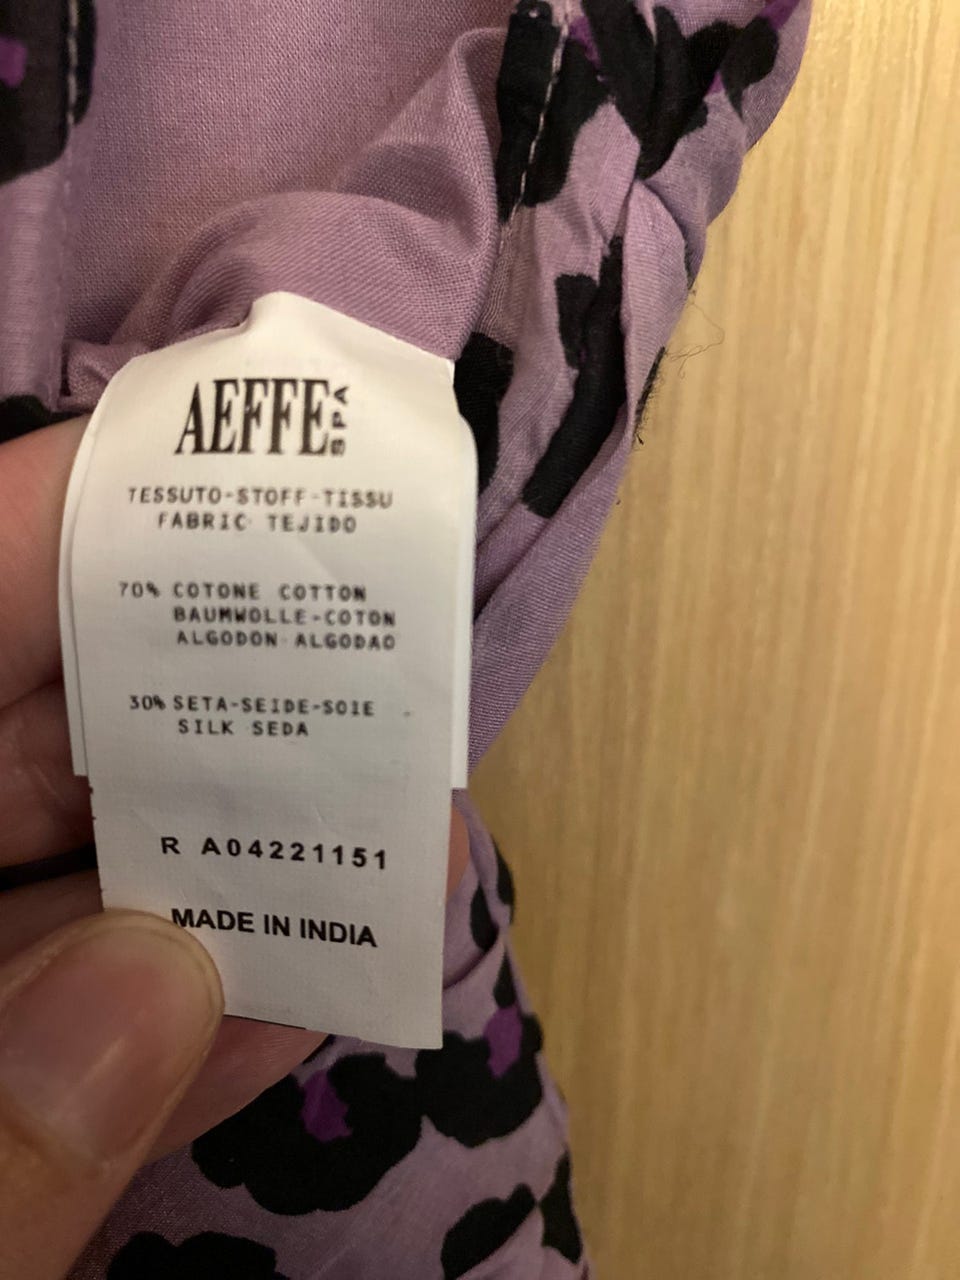 AEFFE SPA
TESSUTO-STOFF-TISSU
FABRIC TEJIDO
70% COTONE COTTON
BAUMWOLLE-COTON
ALGODON ALGODAO
30% SETA-SEIDE-SOIE
SILK SEDA
R A04221151
MADE IN INDIA